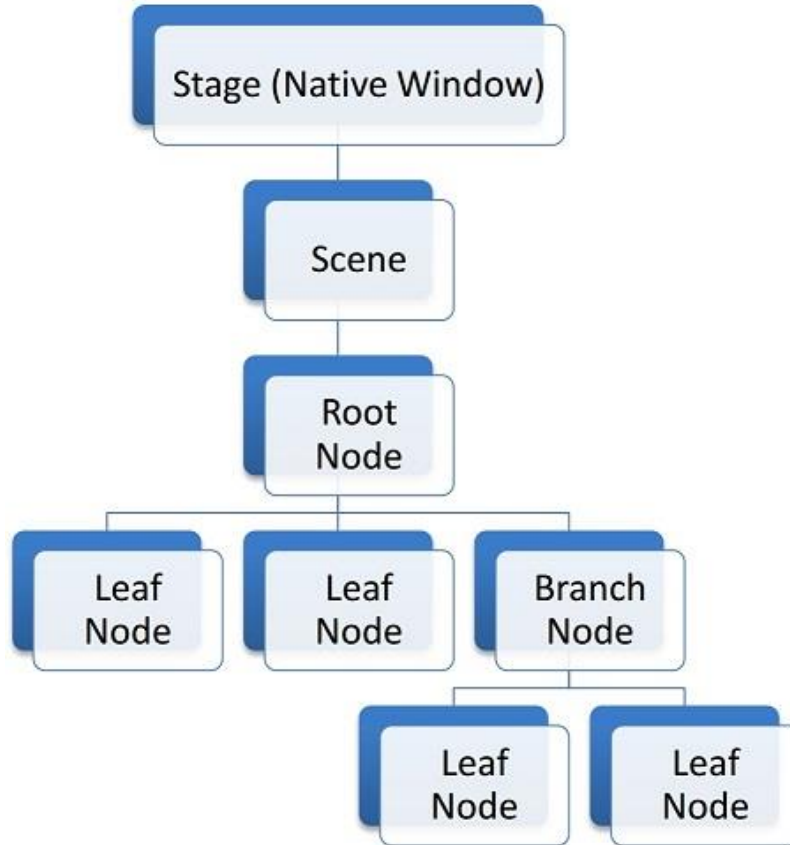 Stage (Native Window)
Scene
Root
Node
Leaf
Node
Leaf
Node
Branch
Node
Leaf
Node
Leaf
Node